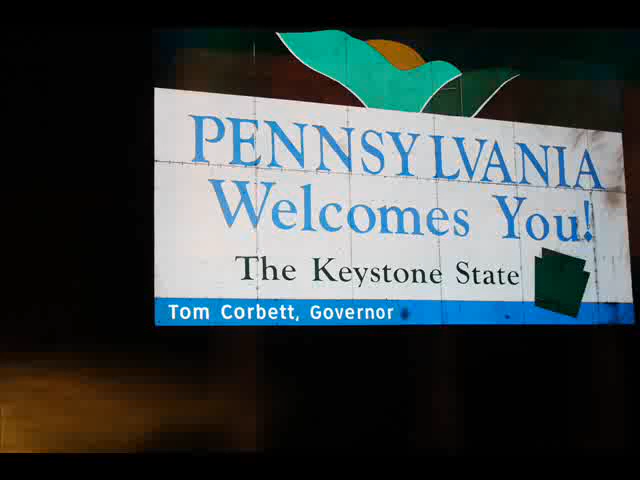 PENNSYLVANIA
Welcomes You!
The Keystone State
Tom Corbett, Governor